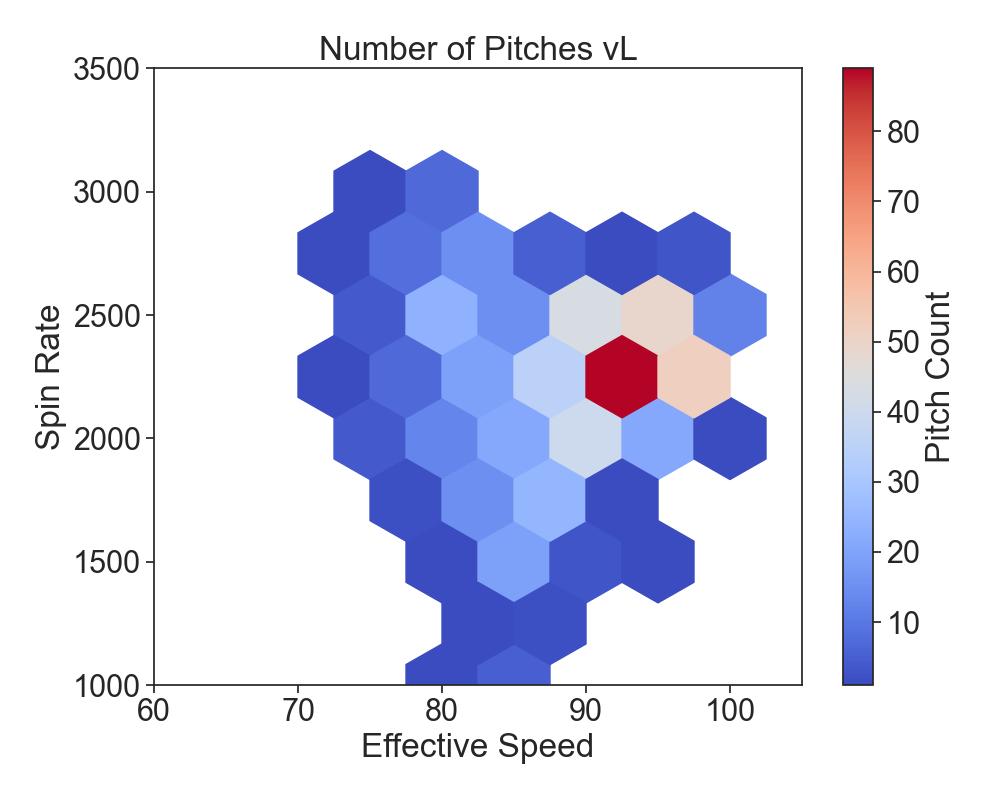 Number of Pitches vL
3500
3000
2500
2000
1500
1000
Spin Rate
60 70 80 90 100
Effective Speed
80
70
60
50
40
30
20
10
Pitch Count